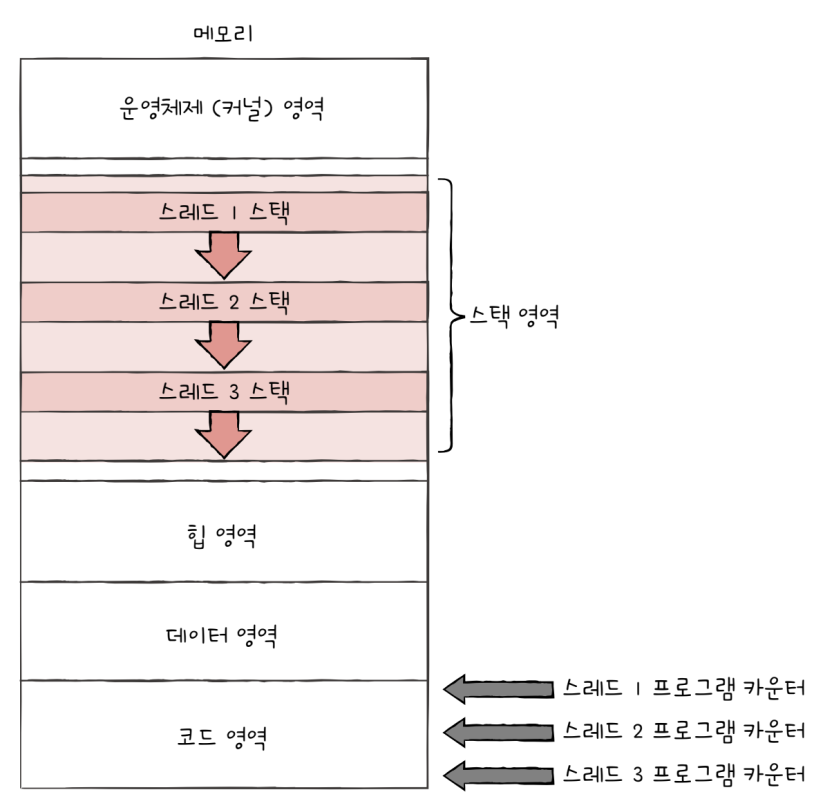 메모리
운영체제 (커널) 영역
스레드 1 스택
스레드 2 스택
스택 영역
스레드 3 스택
힙 영역
데이터 영역
스레드 1 프로그램 카운터
스레드 2 프로그램 카운터
코드 영역
스레드 3 프로그램 카운터